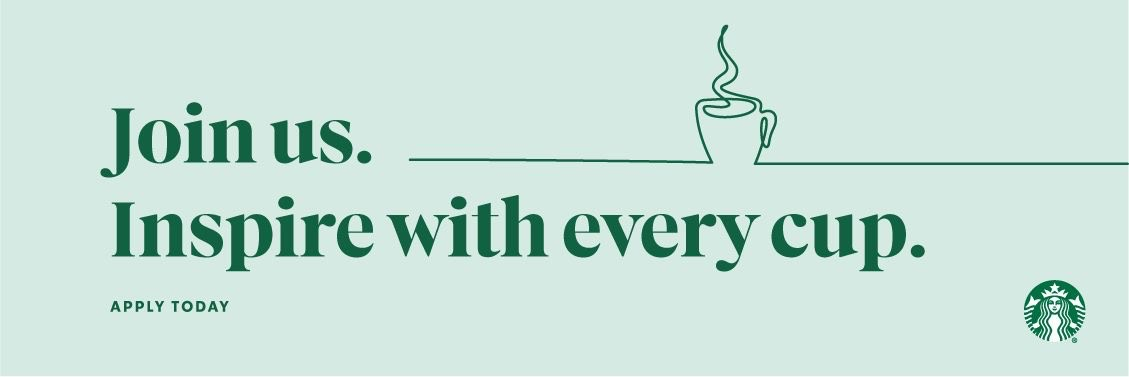 Join us.
Inspire with every cup.
APPLY TODAY
®